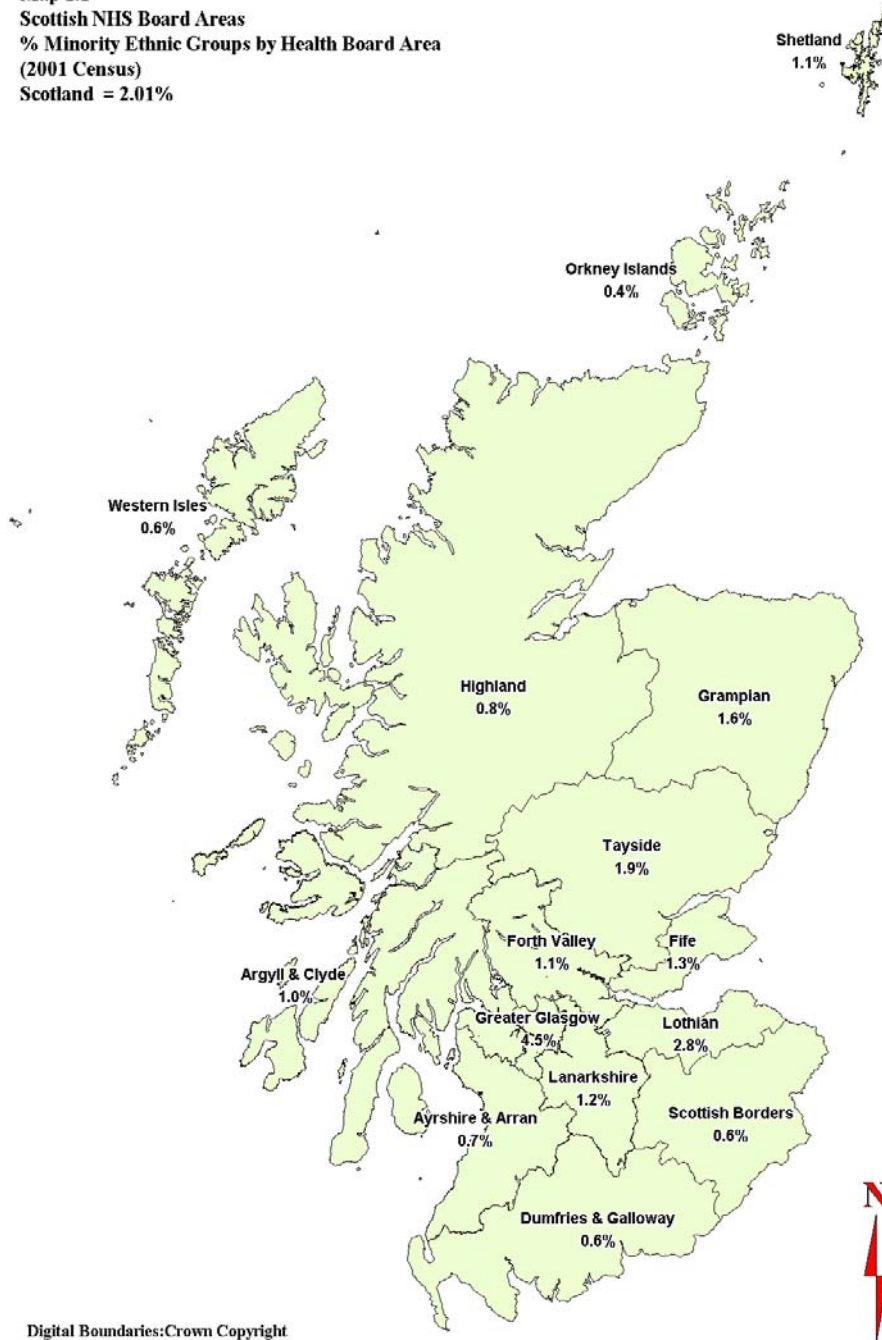 Scottish NHS Board Areas
% Minority Ethnic Groups by Health Board Area
(2001 Census)
Scotland = 2.01%
Shetland
1.1%
Orkney Islands
0.4%
Western Isles
0.6%
Highland
0.8%
Grampian
1.6%
Tayside
1.9%
Forth Valley
1.1%
Fife
1.3%
Argyll & Clyde
1.0%
Greater Glasgow
4.5%
Lothian
2.8%
Lanarkshire
1.2%
Ayrshire & Arran
0.7%
Scottish Borders
0.6%
Dumfries & Galloway
0.6%
N
Digital Boundaries:Crown Copyright